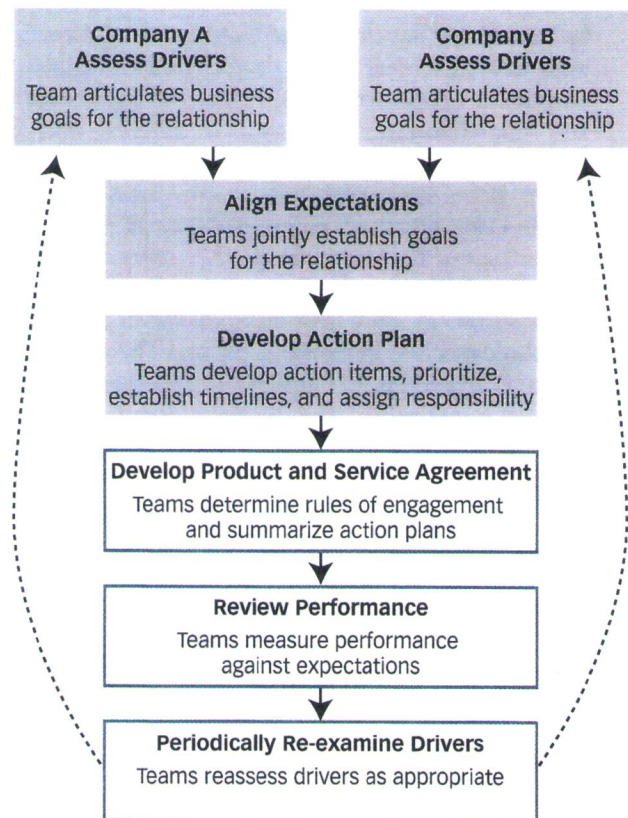 Company A
Assess Drivers
Team articulates business
goals for the relationship
Company B
Assess Drivers
Team articulates business
goals for the relationship
Align Expectations
Teams jointly establish goals
for the relationship
Develop Action Plan
Teams develop action items, prioritize,
establish timelines, and assign responsibility
Develop Product and Service Agreement
Teams determine rules of engagement
and summarize action plans
Review Performance
Teams measure performance
against expectations
Periodically Re-examine Drivers
Teams reassess drivers as appropriate